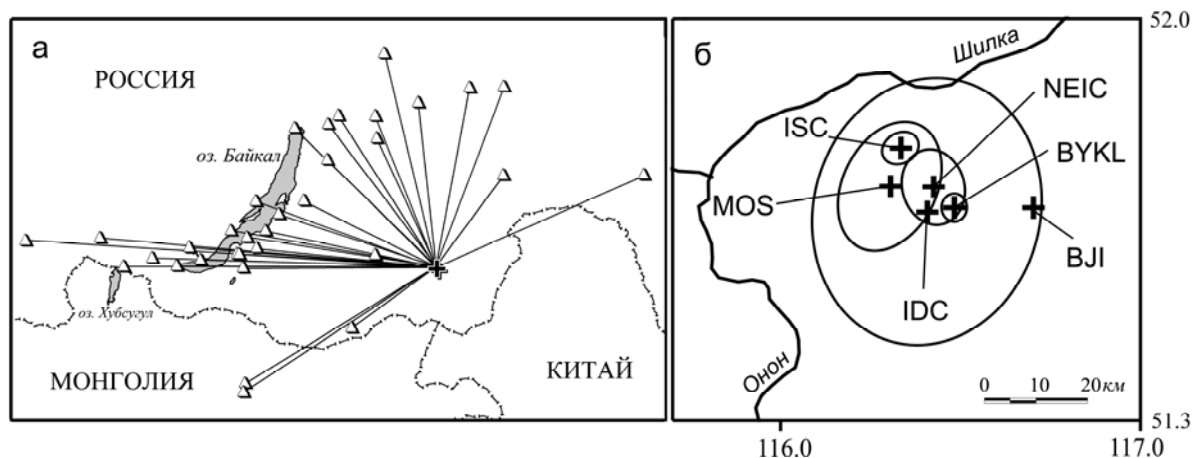 а
РОССИЯ
оз. Байкал
оз. Хубсугул
МОНГОЛИЯ
КИТАЙ
б
Шилка
52.0
NEIC
ISC
BYKL
MOS
BJI
IDC
Онон
0 10 20 км
51.3
116.0
117.0